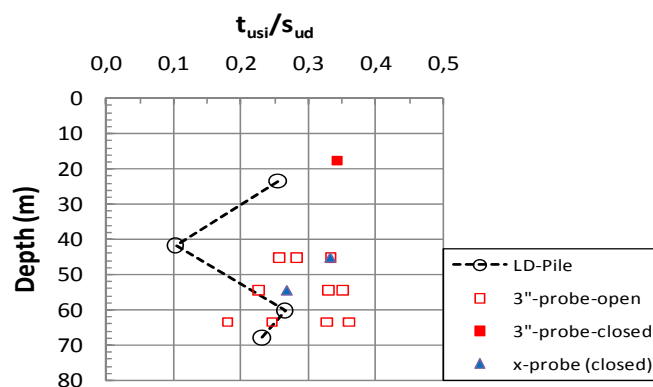 t_usi/s_ud
0,0 0,1 0,2 0,3 0,4 0,5
0
10
20
30
40
50
60
70
80
Depth (m)
LD-Pile
3"-probe-open
3"-probe-closed
x-probe (closed)